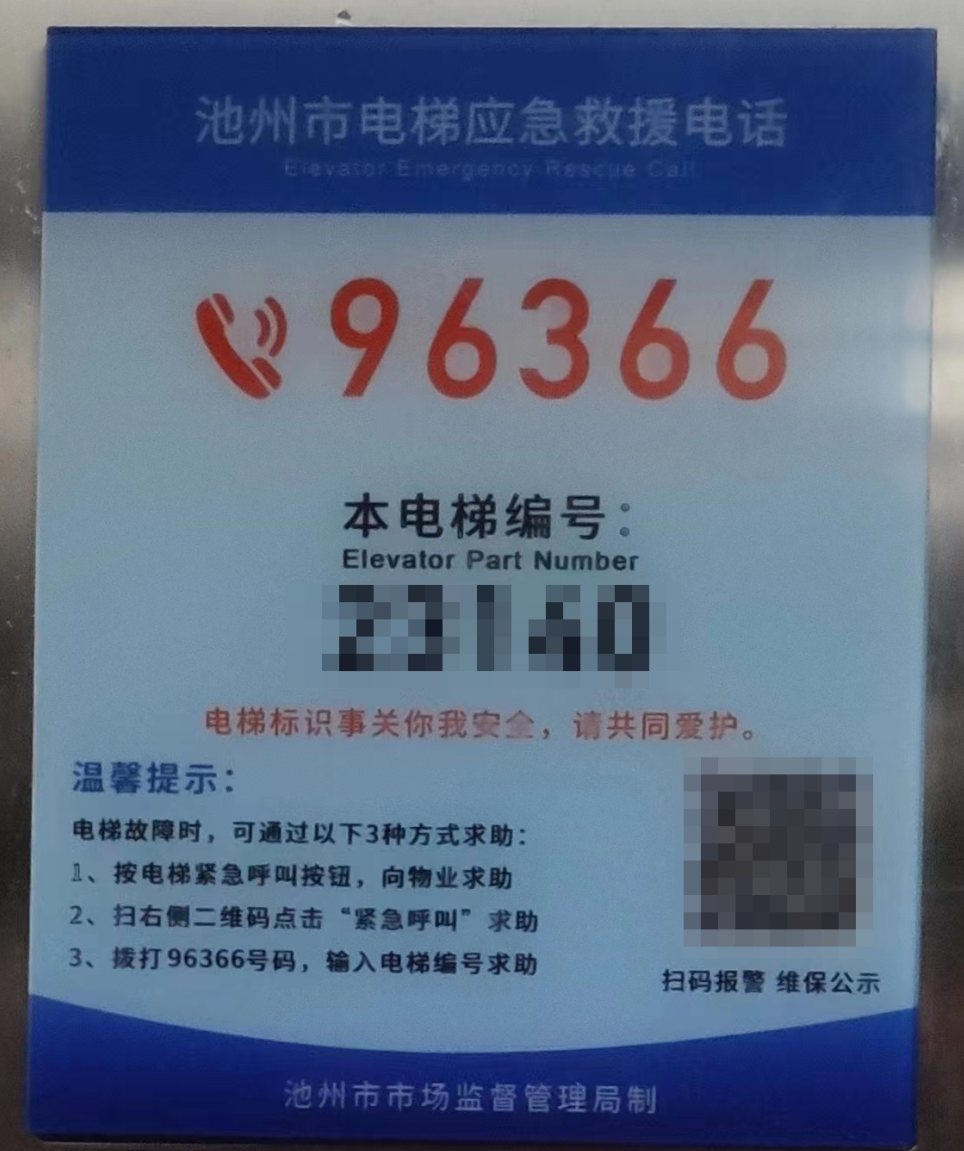 池州市电梯应急救援电话
Elevator Emergency Rescue Call
96366
本电梯编号：
Elevator Part Number
电梯标识事关你我安全，请共同爱护。
温馨提示：
电梯故障时，可通过以下3种方式求助：
1、按电梯紧急呼叫按钮，向物业求助
2、扫右侧二维码点击“紧急呼叫”求助
3、拨打96366号码，输入电梯编号求助
扫码报警 维保公示
池州市市场监督管理局制